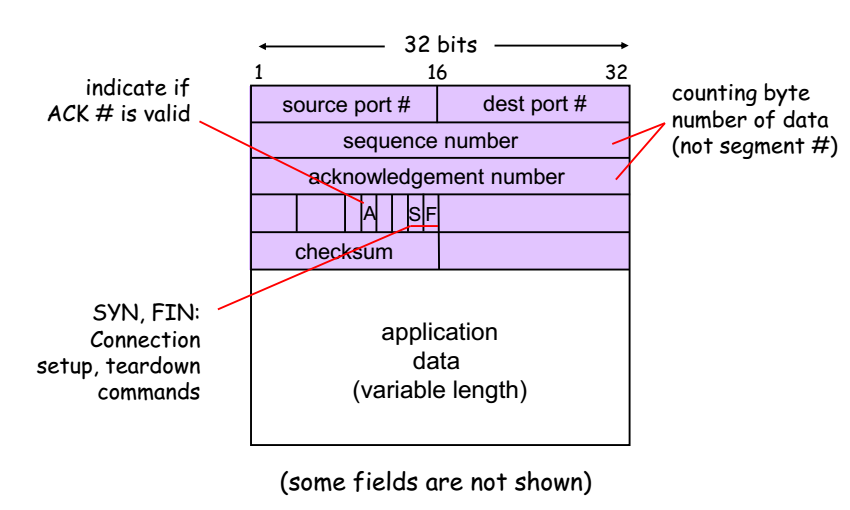 32 bits
1 16 32
indicate if
ACK # is valid
source port # dest port #
counting byte
number of data
(not segment #)
sequence number
acknowledgement number
A S F
checksum
SYN, FIN:
Connection
setup, teardown
commands
application
data
(variable length)
(some fields are not shown)